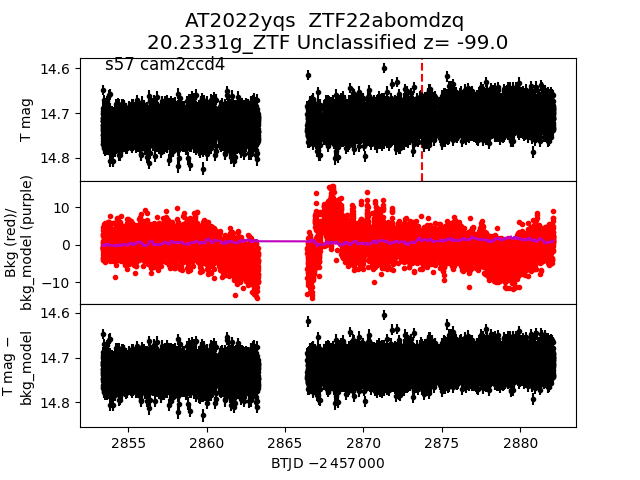 AT2022yqs  ZTF22abomdzq
20.2331g_ZTF Unclassified z= -99.0
s57 cam2ccd4
14.6
14.7
14.8
T mag
10
0
−10
Bkg (red)/
bkg_model (purple)
14.6
14.7
14.8
T mag −
bkg_model
2855
2860
2865
2870
2875
2880
BTJD −2 457 000